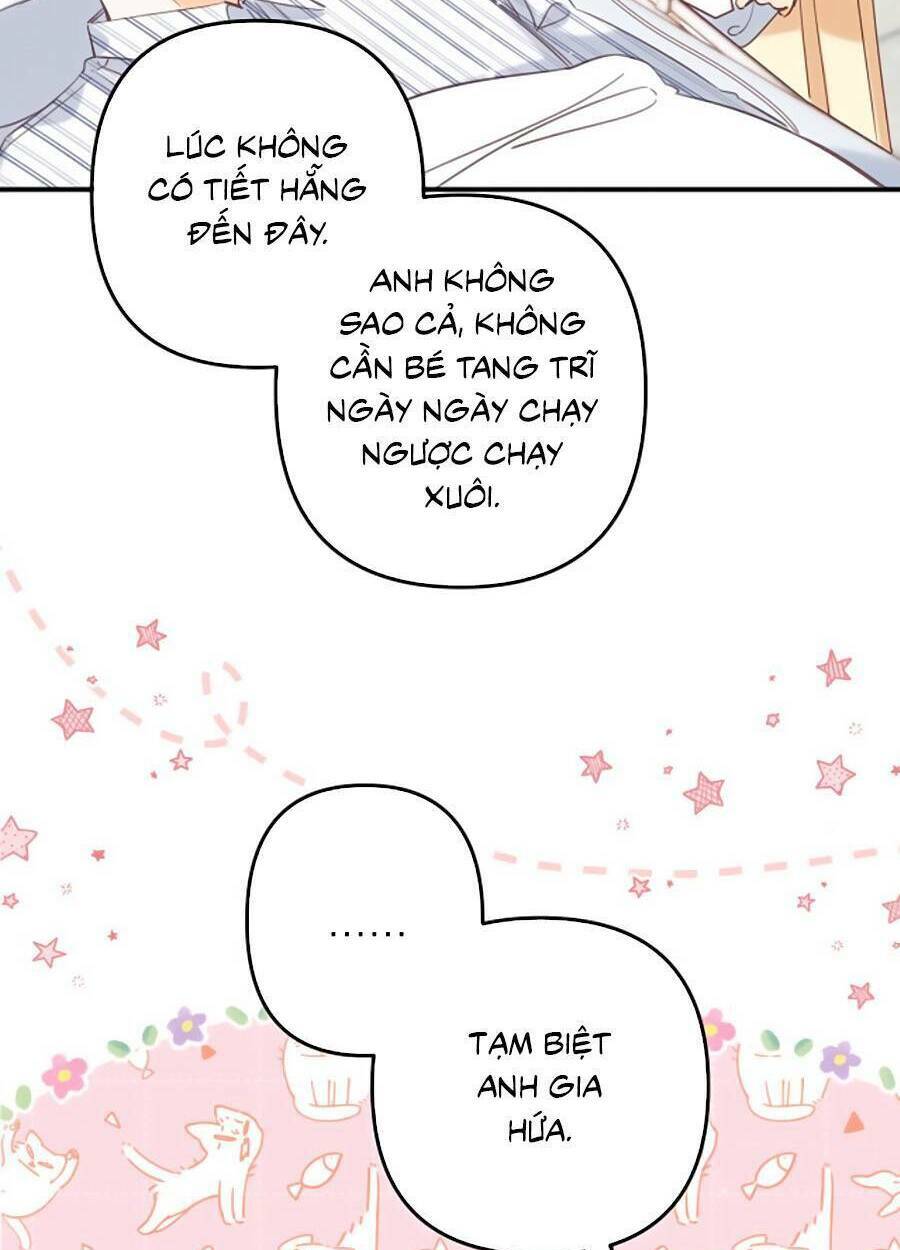 LÚC KHÔNG
CÓ TIẾT HẰNG
ĐẾN ĐÂY.
ANH KHÔNG
SAO CẢ, KHÔNG
CẦN BÉ TANG TRĨ
NGÀY NGÀY CHẠY
NGƯỢC CHẠY
XUÔI.
......
TẠM BIỆT
ANH GIA
HỨA.